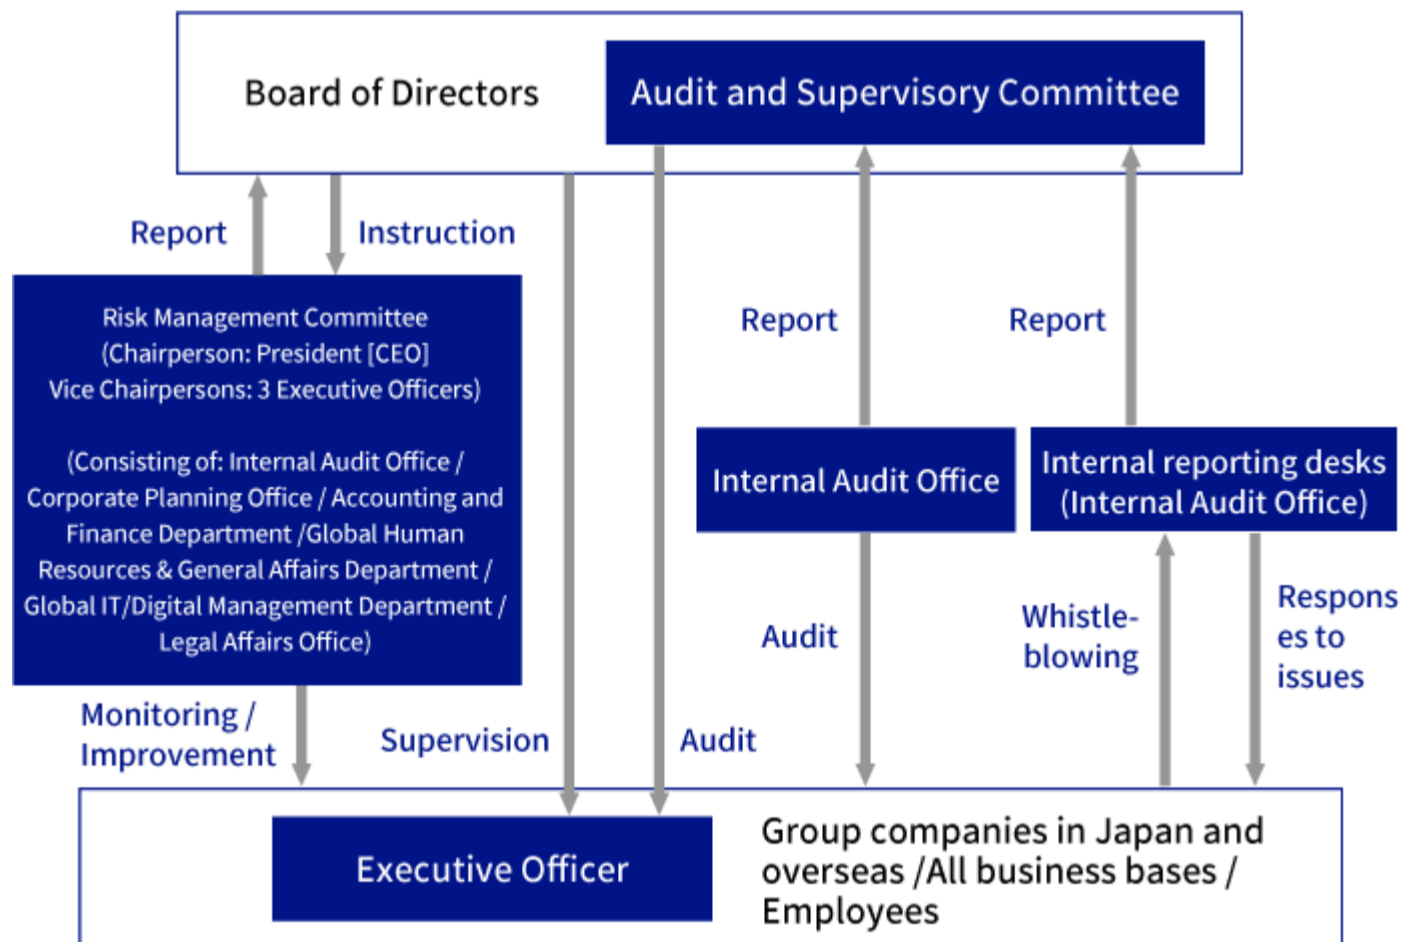 Board of Directors
Audit and Supervisory Committee
Report
Instruction
Risk Management Committee
(Chairperson: President [CEO]
Vice Chairpersons: 3 Executive Officers)
(Consisting of: Internal Audit Office /
Corporate Planning Office / Accounting and
Finance Department /Global Human
Resources & General Affairs Department /
Global IT/Digital Management Department /
Legal Affairs Office)
Report
Report
Internal Audit Office
Internal reporting desks
(Internal Audit Office)
Monitoring /
Improvement
Supervision
Audit
Audit
Whistle-
blowing
Respons
es to
issues
Executive Officer
Group companies in Japan and
overseas /All business bases /
Employees